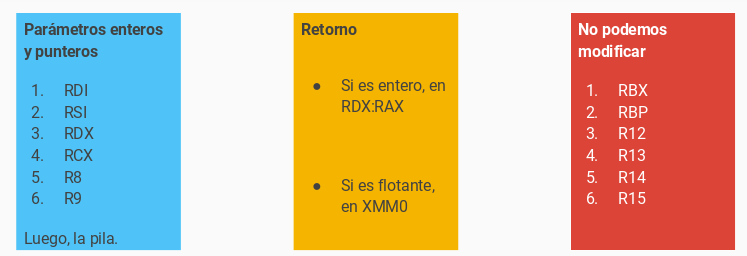 Parámetros enteros
y punteros
1. RDI
2. RSI
3. RDX
4. RCX
5. R8
6. R9
Luego, la pila.
Retorno
● Si es entero, en
RDX:RAX
● Si es flotante,
en XMM0
No podemos
modificar
1. RBX
2. RBP
3. R12
4. R13
5. R14
6. R15